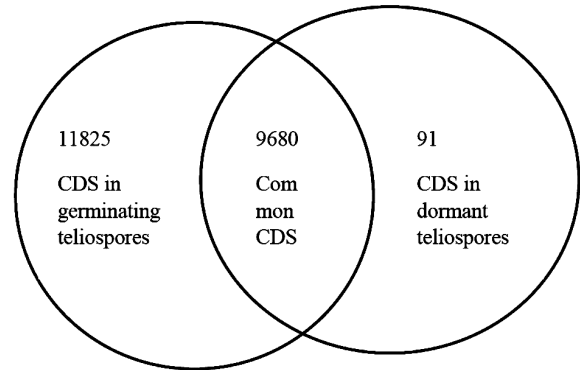 11825
CDS in
germinating
teliospores
9680
Com
mon
CDS
91
CDS in
dormant
teliospores